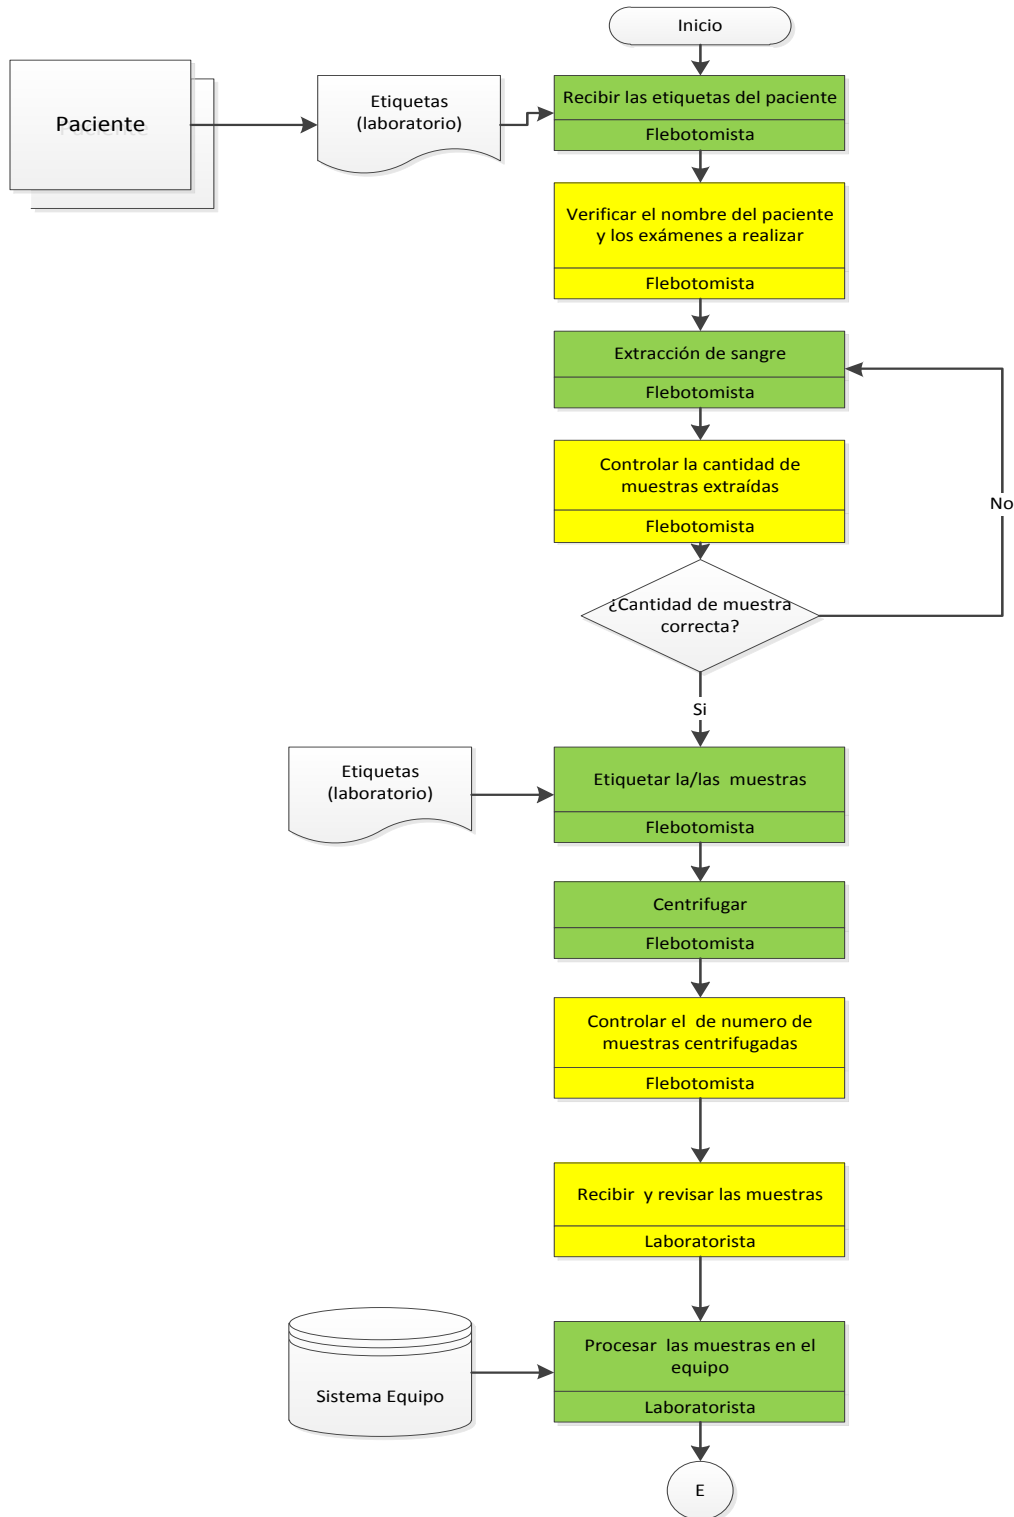 Inicio
Paciente
Etiquetas
(laboratorio)
Recibir las etiquetas del paciente
Flebotomista
Verificar el nombre del paciente
y los exámenes a realizar
Flebotomista
Extracción de sangre
Flebotomista
Controlar la cantidad de
muestras extraídas
Flebotomista
No
¿Cantidad de muestra
correcta?
Si
Etiquetas
(laboratorio)
Etiquetar la/las muestras
Flebotomista
Centrifugar
Flebotomista
Controlar el de numero de
muestras centrifugadas
Flebotomista
Recibir y revisar las muestras
Laboratorista
Sistema Equipo
Procesar las muestras en el
equipo
Laboratorista
E